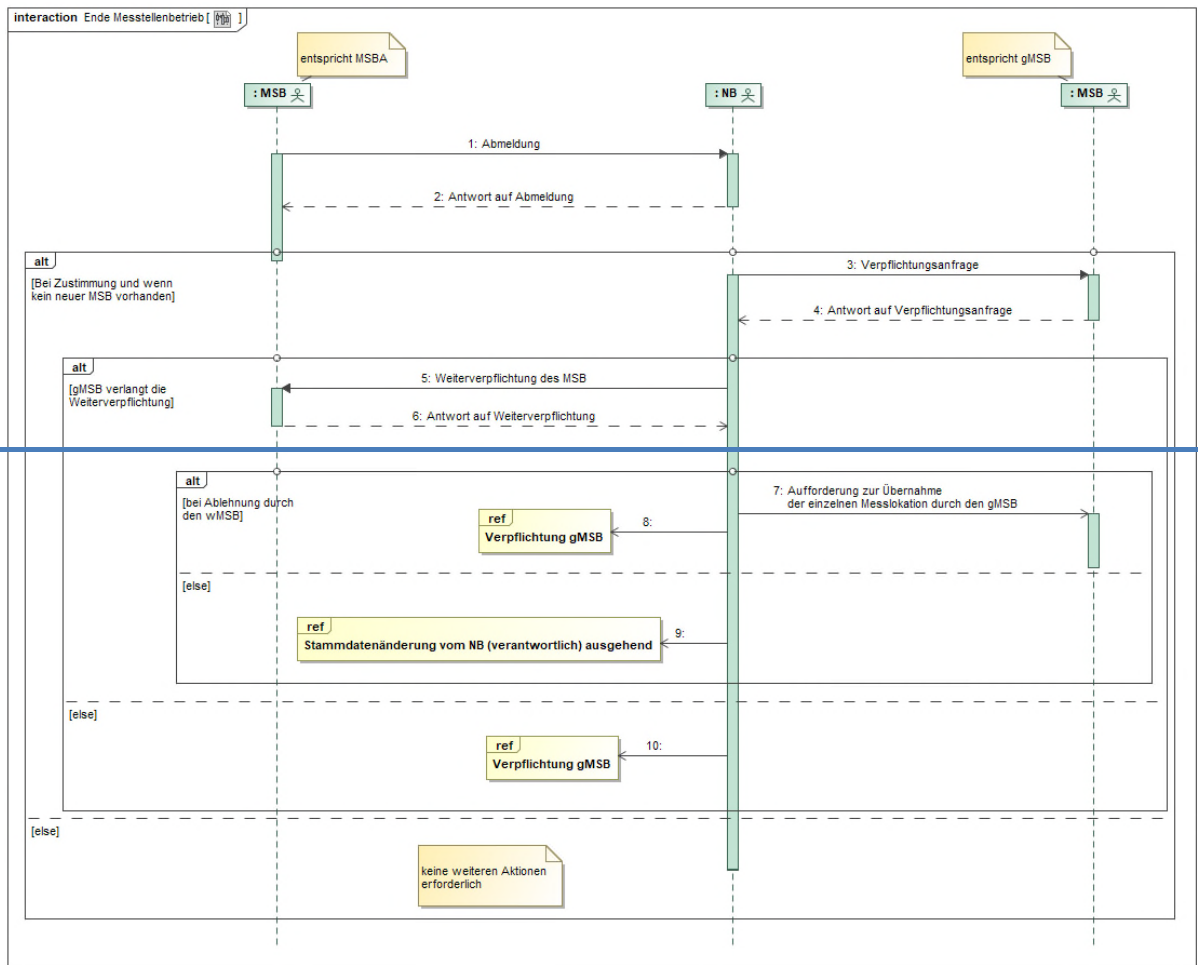 interaction Ende Messtellenbetrieb [ ]
entspricht MSBA
entspricht gMSB
: MSB
: NB
: MSB
1: Abmeldung
2: Antwort auf Abmeldung
alt
[Bei Zustimmung und wenn
kein neuer MSB vorhanden]
3: Verpflichtungsanfrage
4: Antwort auf Verpflichtungsanfrage
alt
[gMSB verlangt die
Weiterverpflichtung]
5: Weiterverpflichtung des MSB
6: Antwort auf Weiterverpflichtung
alt
[bei Ablehnung durch
den wMSB]
7: Aufforderung zur Übernahme
der einzelnen Messlokation durch den gMSB
ref
Verpflichtung gMSB
8:
[else]
ref
Stammdatenänderung vom NB (verantwortlich) ausgehend
9:
[else]
ref
Verpflichtung gMSB
10:
[else]
keine weiteren Aktionen
erforderlich